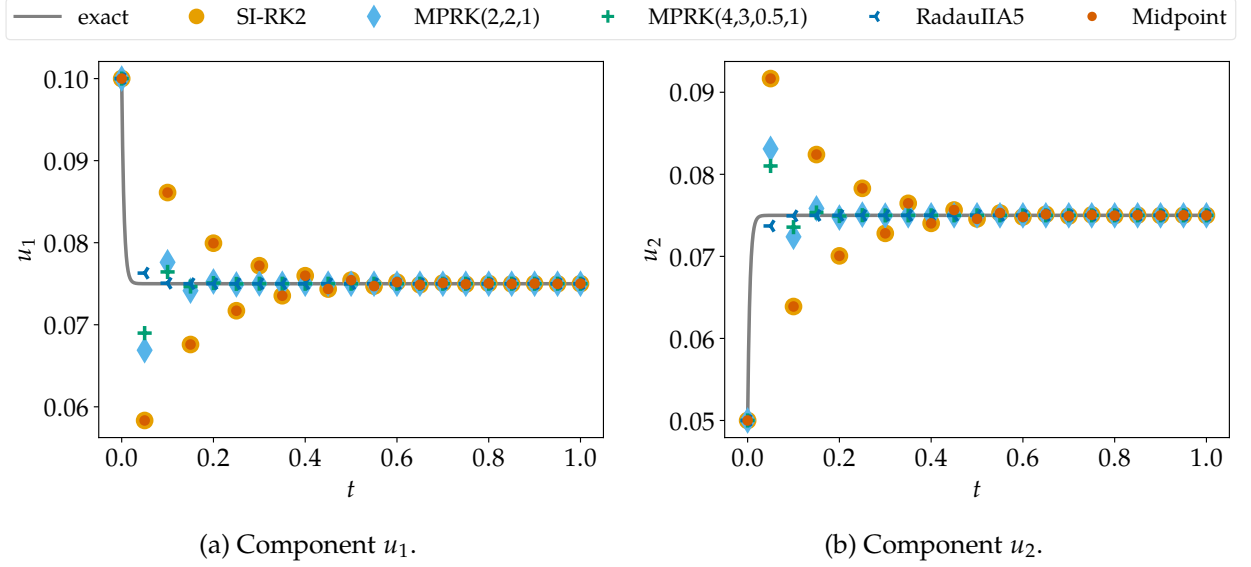 exact SI-RK2 MPRK(2,2,1) MPRK(4,3,0.5,1) RadauIIA5 Midpoint
0.10
0.09
0.08
0.07
0.06
u₁
0.0 0.2 0.4 0.6 0.8 1.0
t
(a) Component u₁.
0.09
0.08
0.07
0.06
0.05
u₂
0.0 0.2 0.4 0.6 0.8 1.0
t
(b) Component u₂.